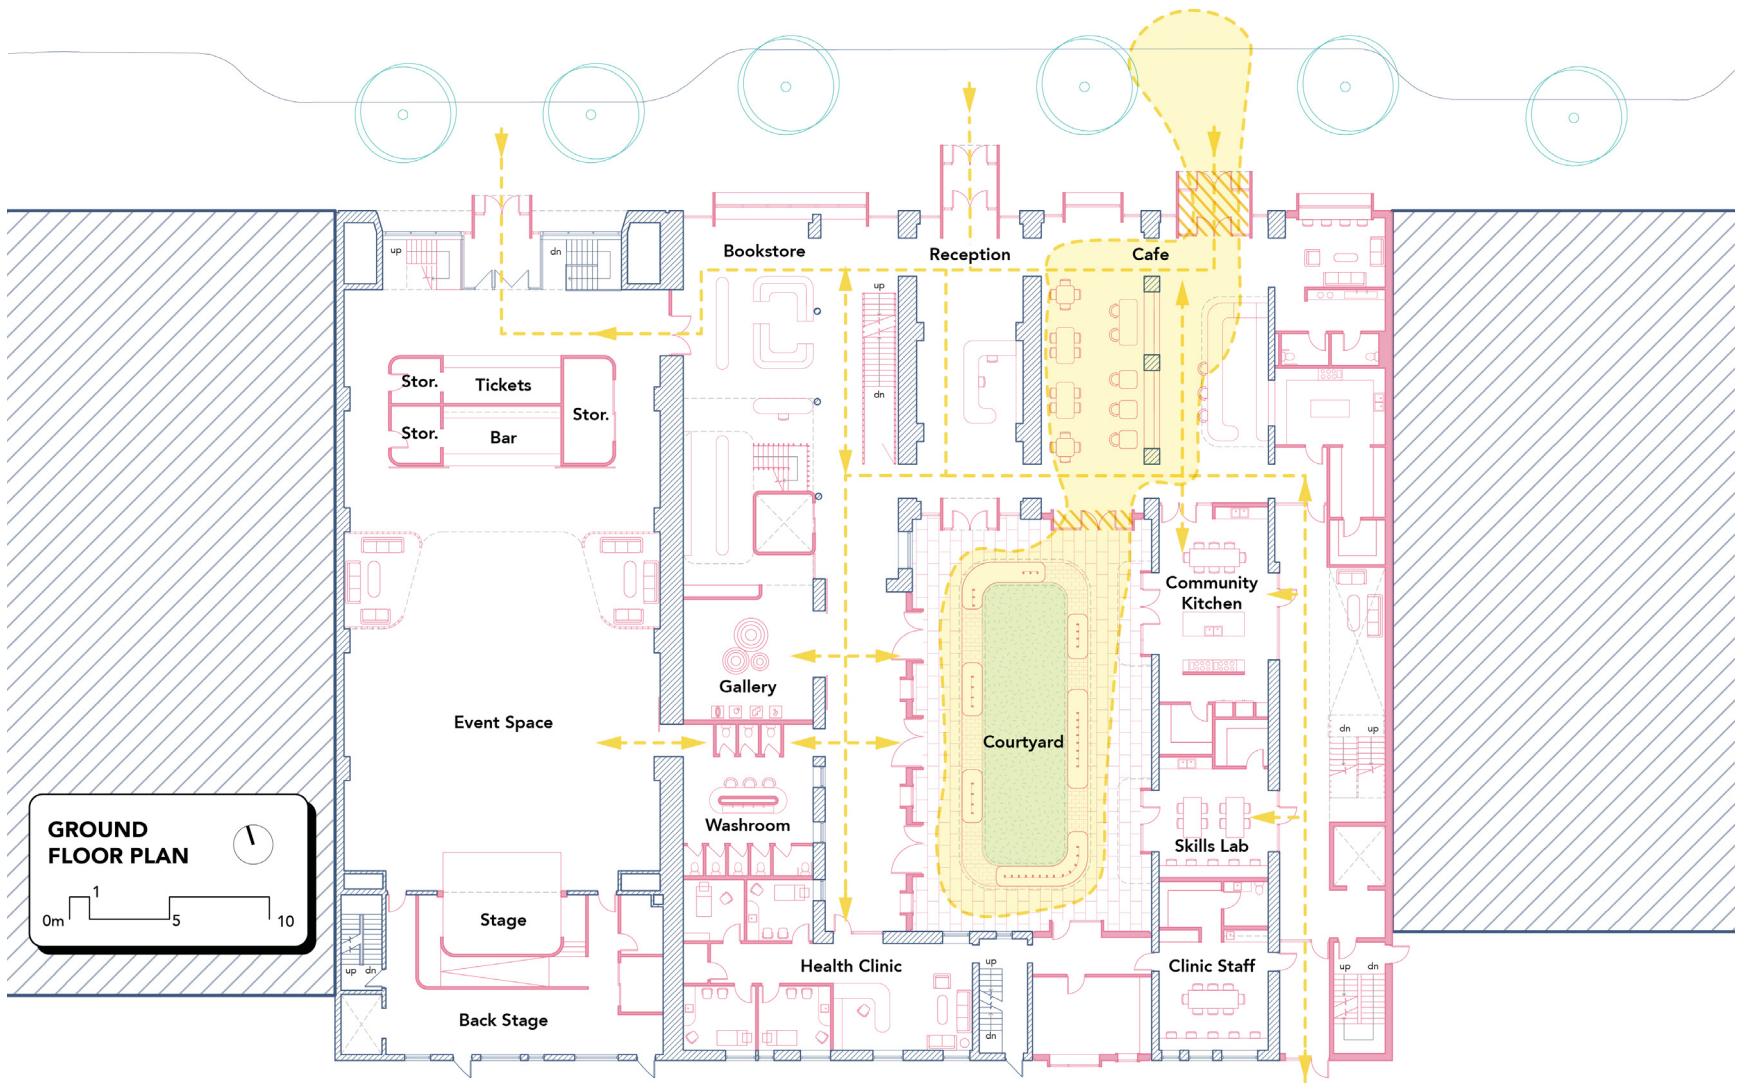 up
dn
Bookstore
Reception
Cafe
up
dn
Stor.
Tickets
Stor.
Stor.
Bar
Community
Kitchen
Gallery
Event Space
Courtyard
dn
up
Washroom
Skills Lab
GROUND
FLOOR PLAN
0m
1
5
10
Stage
up
dn
Health Clinic
up
dn
Clinic Staff
up
dn
Back Stage